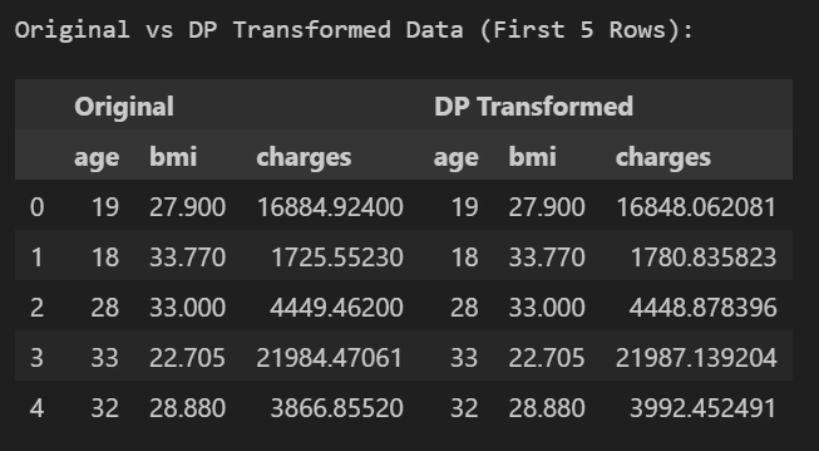 Original vs DP Transformed Data (First 5 Rows):
Original DP Transformed
age bmi charges age bmi charges
0 19 27.900 16884.92400 19 27.900 16848.062081
1 18 33.770 1725.55230 18 33.770 1780.835823
2 28 33.000 4449.46200 28 33.000 4448.878396
3 33 22.705 21984.47061 33 22.705 21987.139204
4 32 28.880 3866.85520 32 28.880 3992.452491